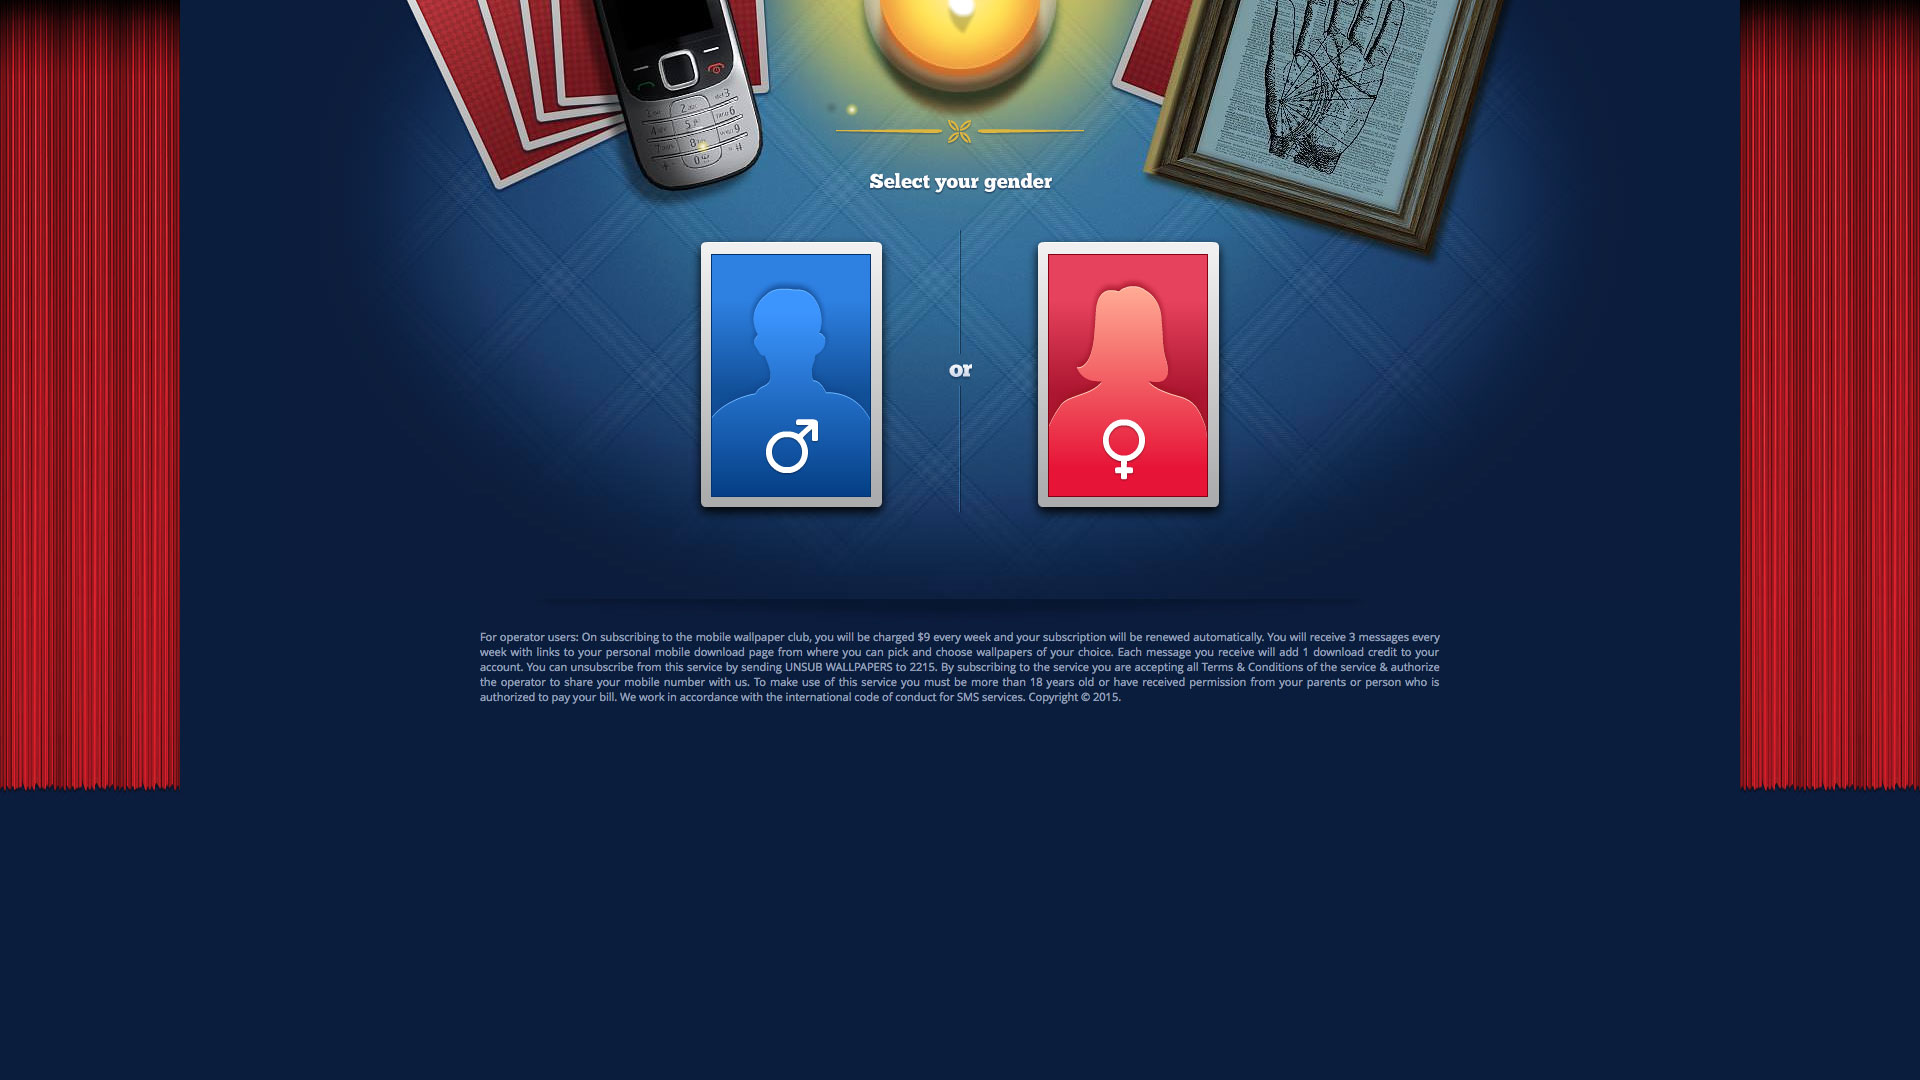 Select your gender
or
For operator users: On subscribing to the mobile wallpaper club, you will be charged $9 every week and your subscription will be renewed automatically. You will receive 3 messages every
week with links to your personal mobile download page from where you can pick and choose wallpapers of your choice. Each message you receive will add 1 download credit to your
account. You can unsubscribe from this service by sending UNSUB WALLPAPERS to 2215. By subscribing to the service you are accepting all Terms & Conditions of the service & authorize
the operator to share your mobile number with us. To make use of this service you must be more than 18 years old or have received permission from your parents or person who is
authorized to pay your bill. We work in accordance with the international code of conduct for SMS services. Copyright © 2015.